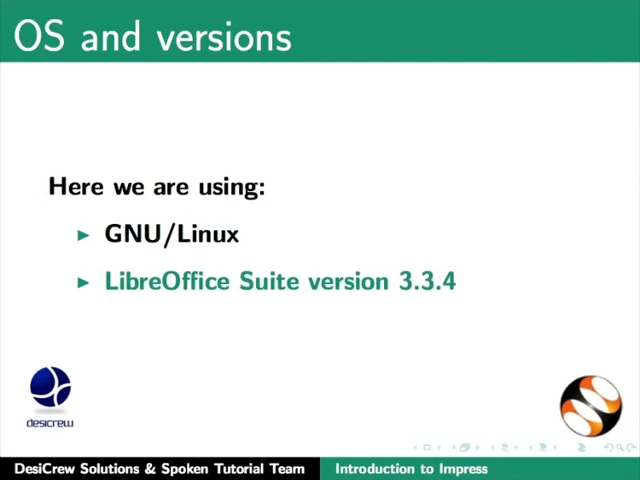 OS and versions
Here we are using:
GNU/Linux
LibreOffice Suite version 3.3.4
desicrew
DesiCrew Solutions & Spoken Tutorial Team Introduction to Impress